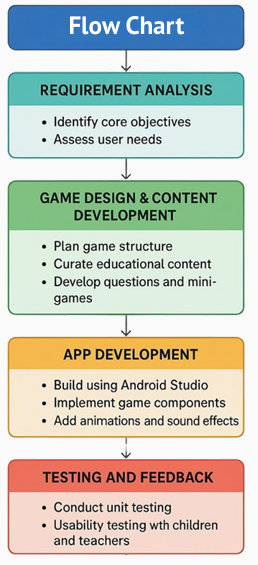 Flow Chart
REQUIREMENT ANALYSIS
• Identify core objectives
• Assess user needs
GAME DESIGN & CONTENT
DEVELOPMENT
• Plan game structure
• Curate educational content
• Develop questions and mini-
games
APP DEVELOPMENT
• Build using Android Studio
• Implement game components
• Add animations and sound effects
TESTING AND FEEDBACK
• Conduct unit testing
• Usability testing wth children
and teachers